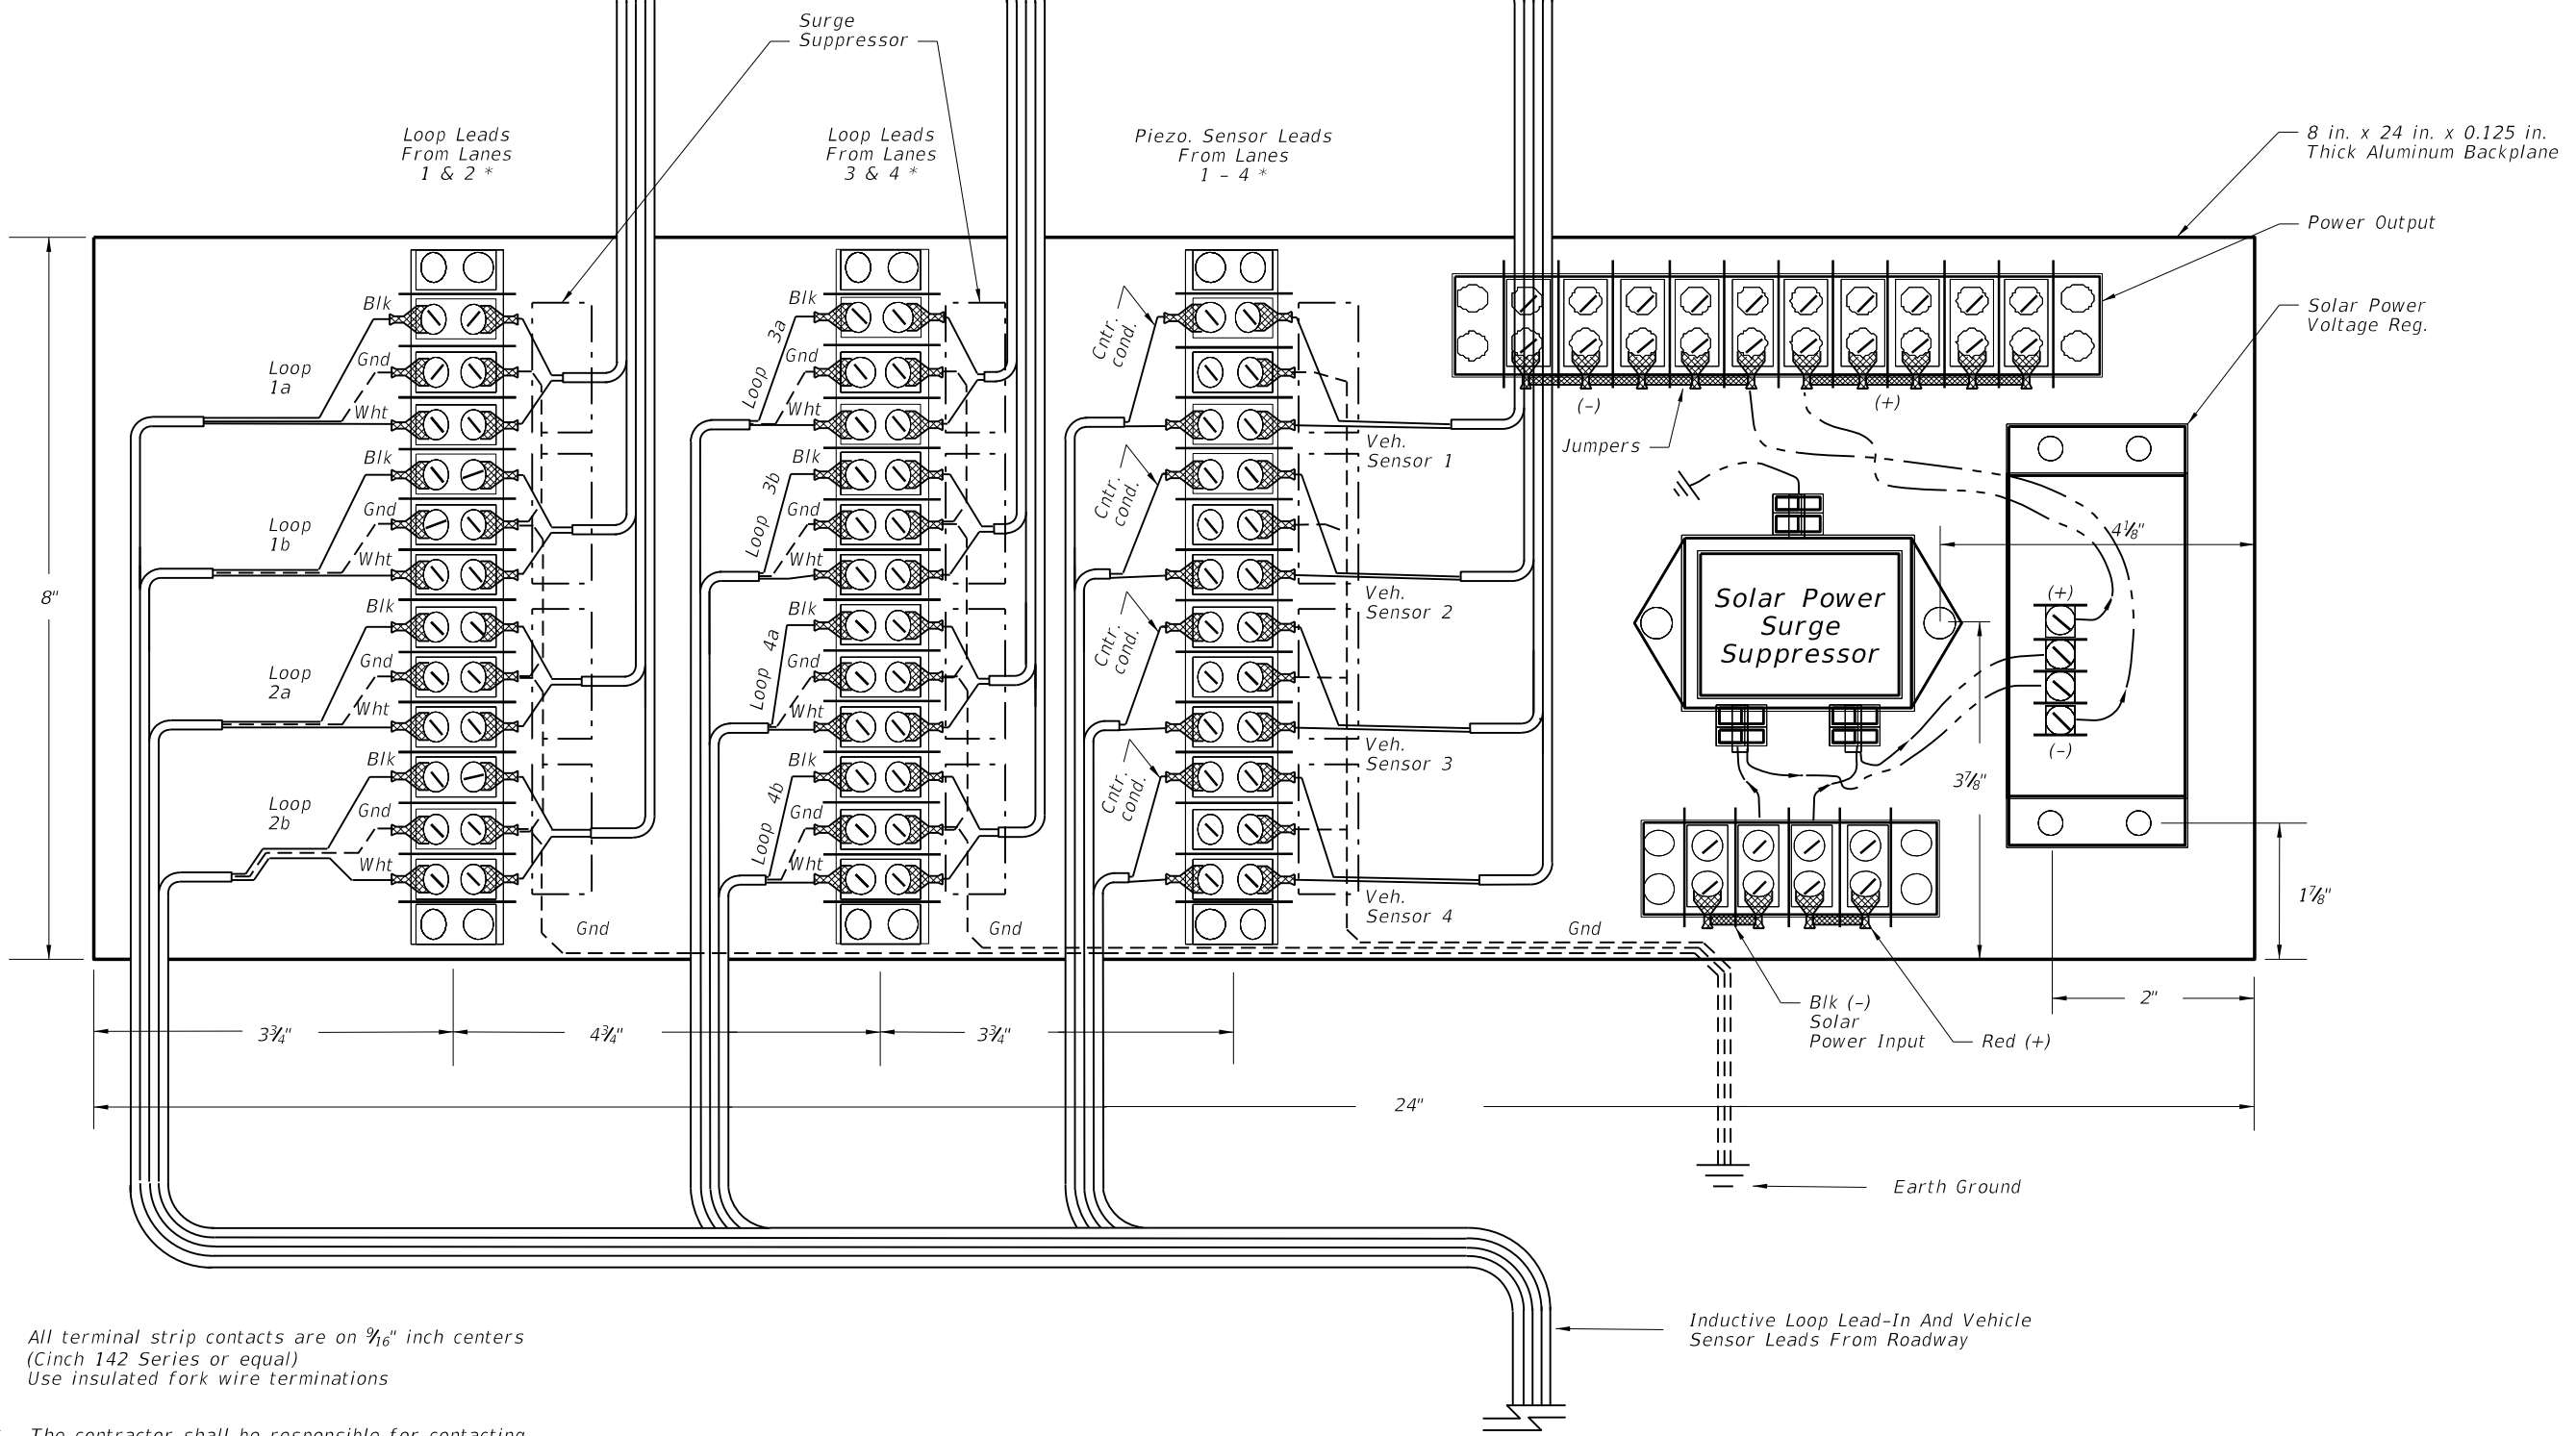 Surge
Suppressor
Loop Leads
From Lanes
1 & 2 *
Loop Leads
From Lanes
3 & 4 *
Piezo. Sensor Leads
From Lanes
1 - 4 *
8 in. x 24 in. x 0.125 in.
Thick Aluminum Backplane
Power Output
Solar Power
Voltage Reg.
8"
Loop
1a
Blk
Gnd
Wht
Loop
1b
Blk
Gnd
Wht
Loop
2a
Blk
Gnd
Wht
Loop
2b
Blk
Gnd
Wht
Gnd
Loop 3a
Blk
Gnd
Wht
Loop 3b
Blk
Gnd
Wht
Loop 4a
Blk
Gnd
Wht
Loop 4b
Blk
Gnd
Wht
Gnd
Cntr.
cond.
Cntr.
cond.
Cntr.
cond.
Cntr.
cond.
Veh.
Sensor 1
Veh.
Sensor 2
Veh.
Sensor 3
Veh.
Sensor 4
Gnd
(-)
(+)
Jumpers
Solar Power
Surge
Suppressor
4⅛"
(+)
(-)
3⅞"
1⅞"
2"
Blk (-)
Solar
Power Input
Red (+)
3¾"
4¾"
3¾"
24"
Earth Ground
Inductive Loop Lead-In And Vehicle
Sensor Leads From Roadway
All terminal strip contacts are on 9/16" inch centers
(Cinch 142 Series or equal)
Use insulated fork wire terminations
The contractor shall be responsible for contacting